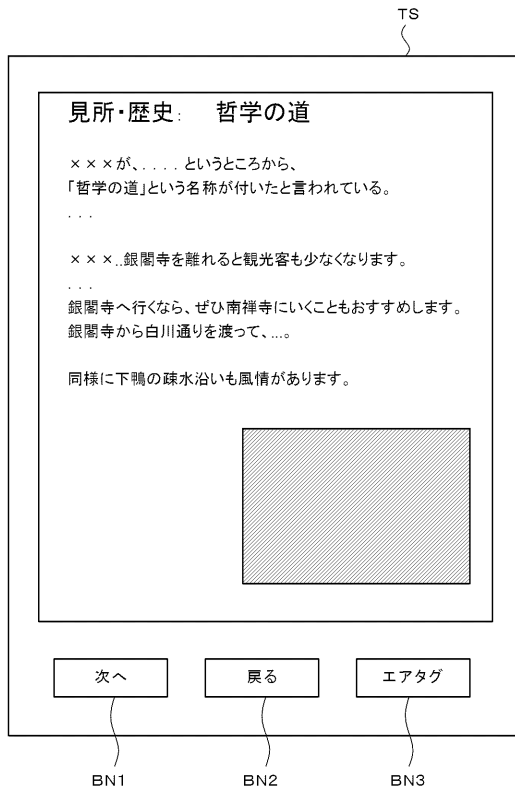 TS
見所・歴史: 哲学の道
×××が、. . . . というところから、
「哲学の道」という名称が付いたと言われている。
. . .
×××..銀閣寺を離れると観光客も少なくなります。
. . .
銀閣寺へ行くなら、ぜひ南禅寺にいくこともおすすめします。
銀閣寺から白川通りを渡って、...。
同様に下鴨の疎水沿いも風情があります。
次へ 戻る エアタグ
BN1 BN2 BN3